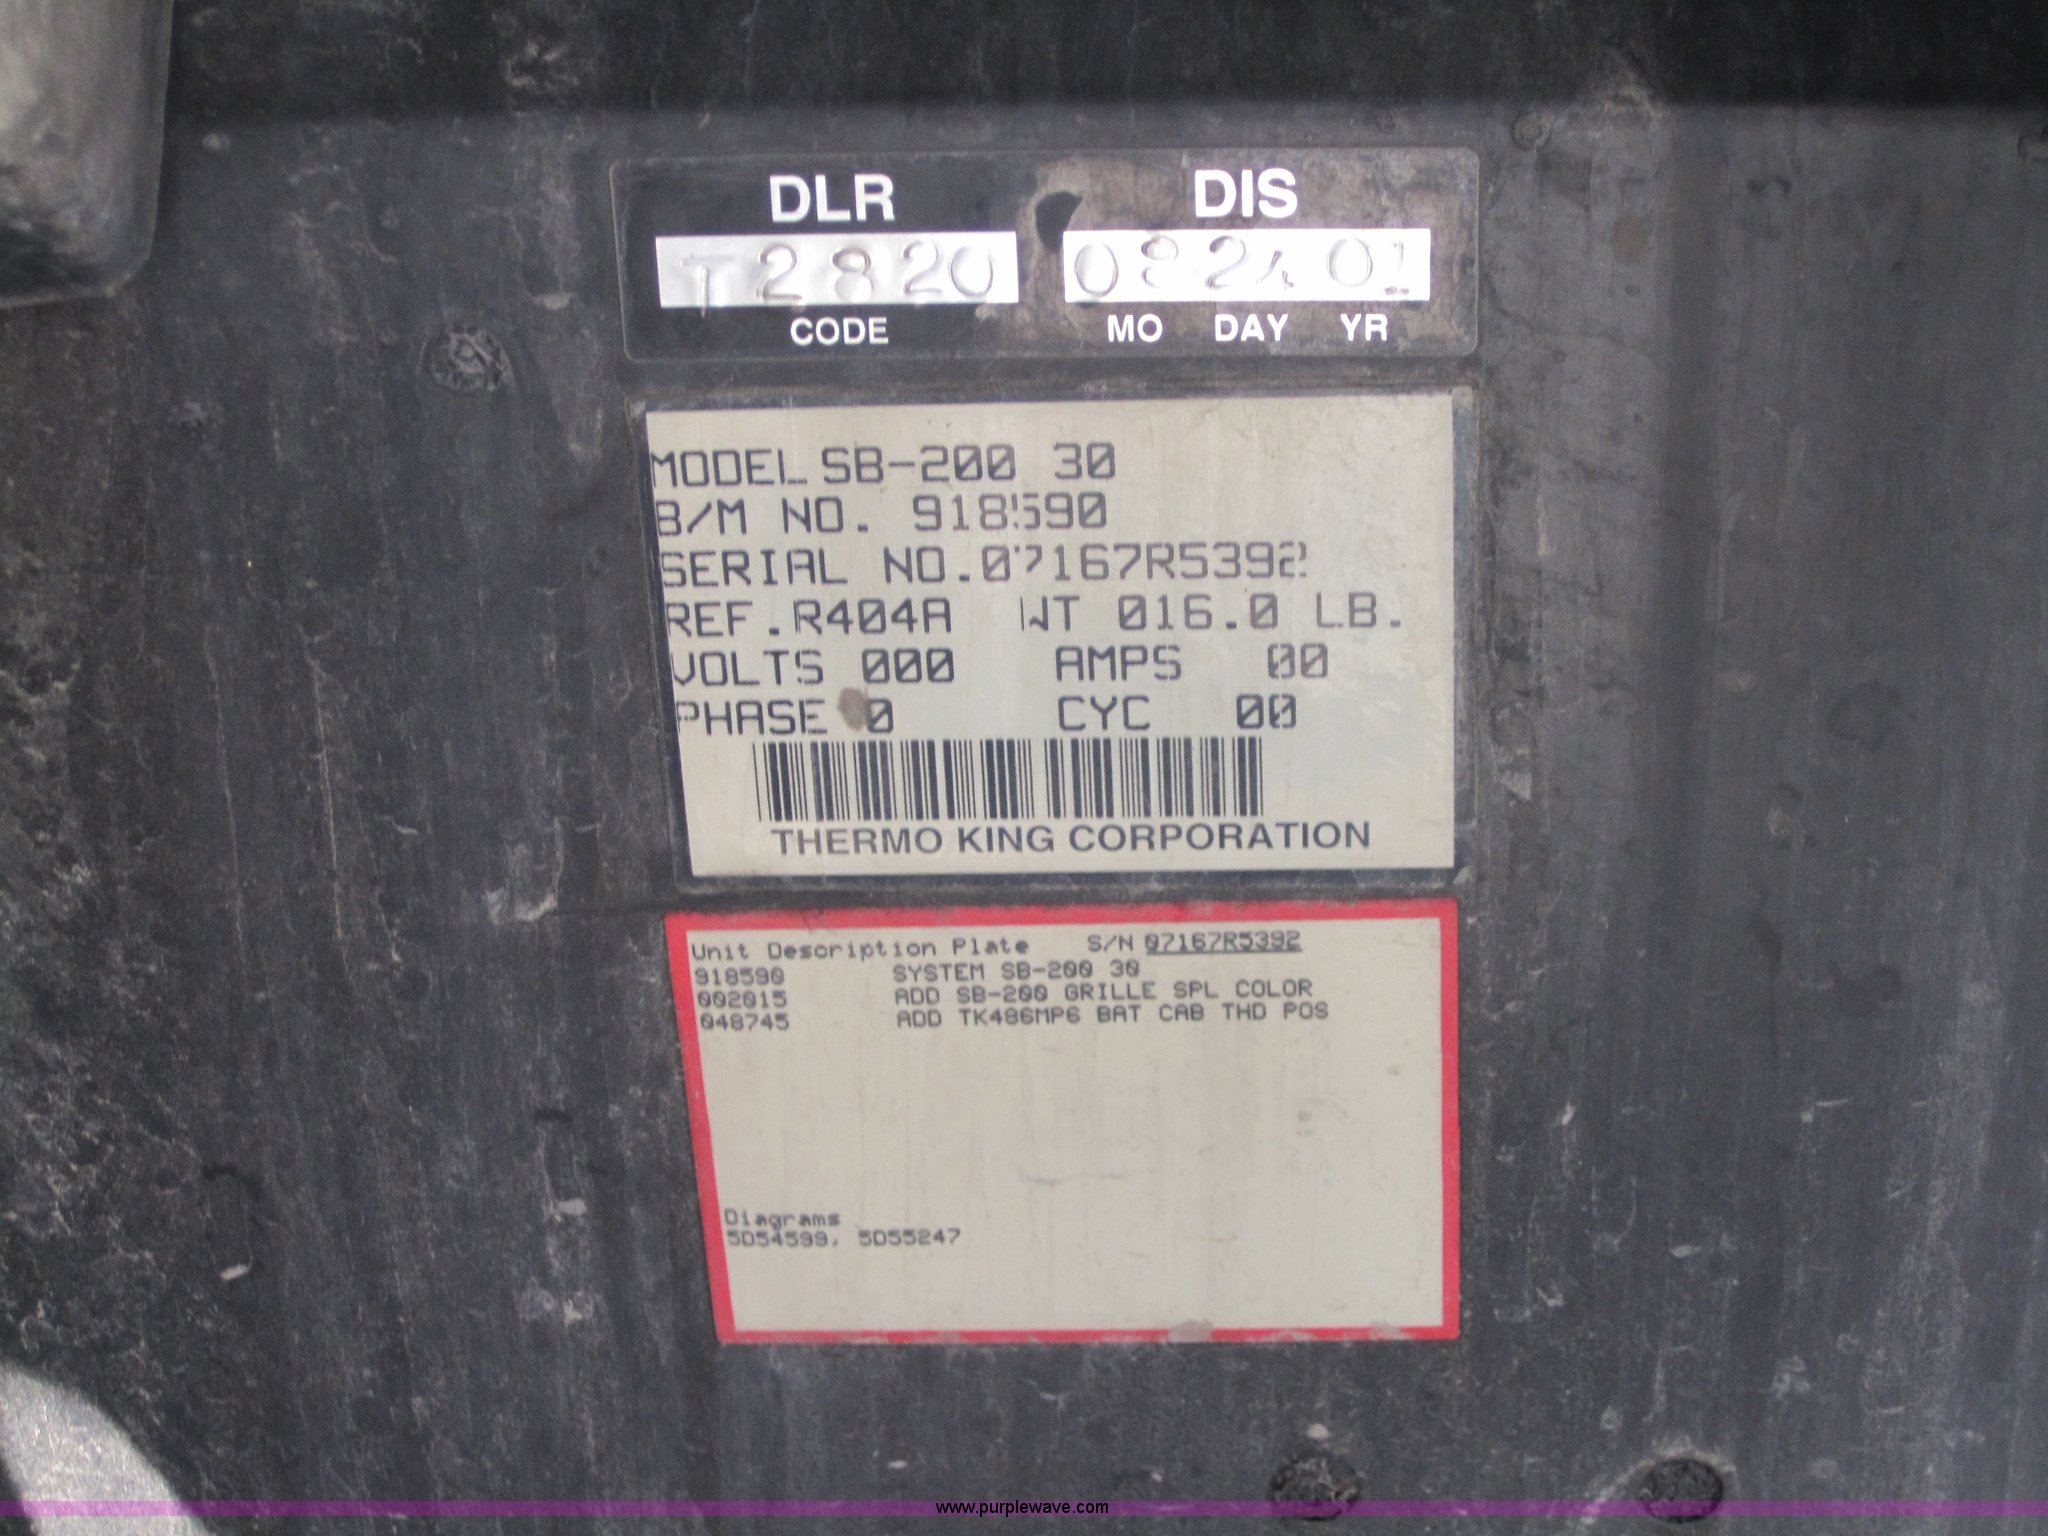 DLR DIS
T2820 082401
CODE MO DAY YR
MODEL SB-200 30
B/M NO. 918590
SERIAL NO.07167R5392
REF.R404A WT 016.0 LB.
VOLTS 000 AMPS 00
PHASE 0 CYC 00
THERMO KING CORPORATION
Unit Description Plate S/N 07167R5392
918590 SYSTEM SB-200 30
002015 ADD SB-200 GRILLE SPL COLOR
048745 ADD TK486MP6 BAT CAB THD POS
Diagrams
5D54599, 5D55247
www.purplewave.com